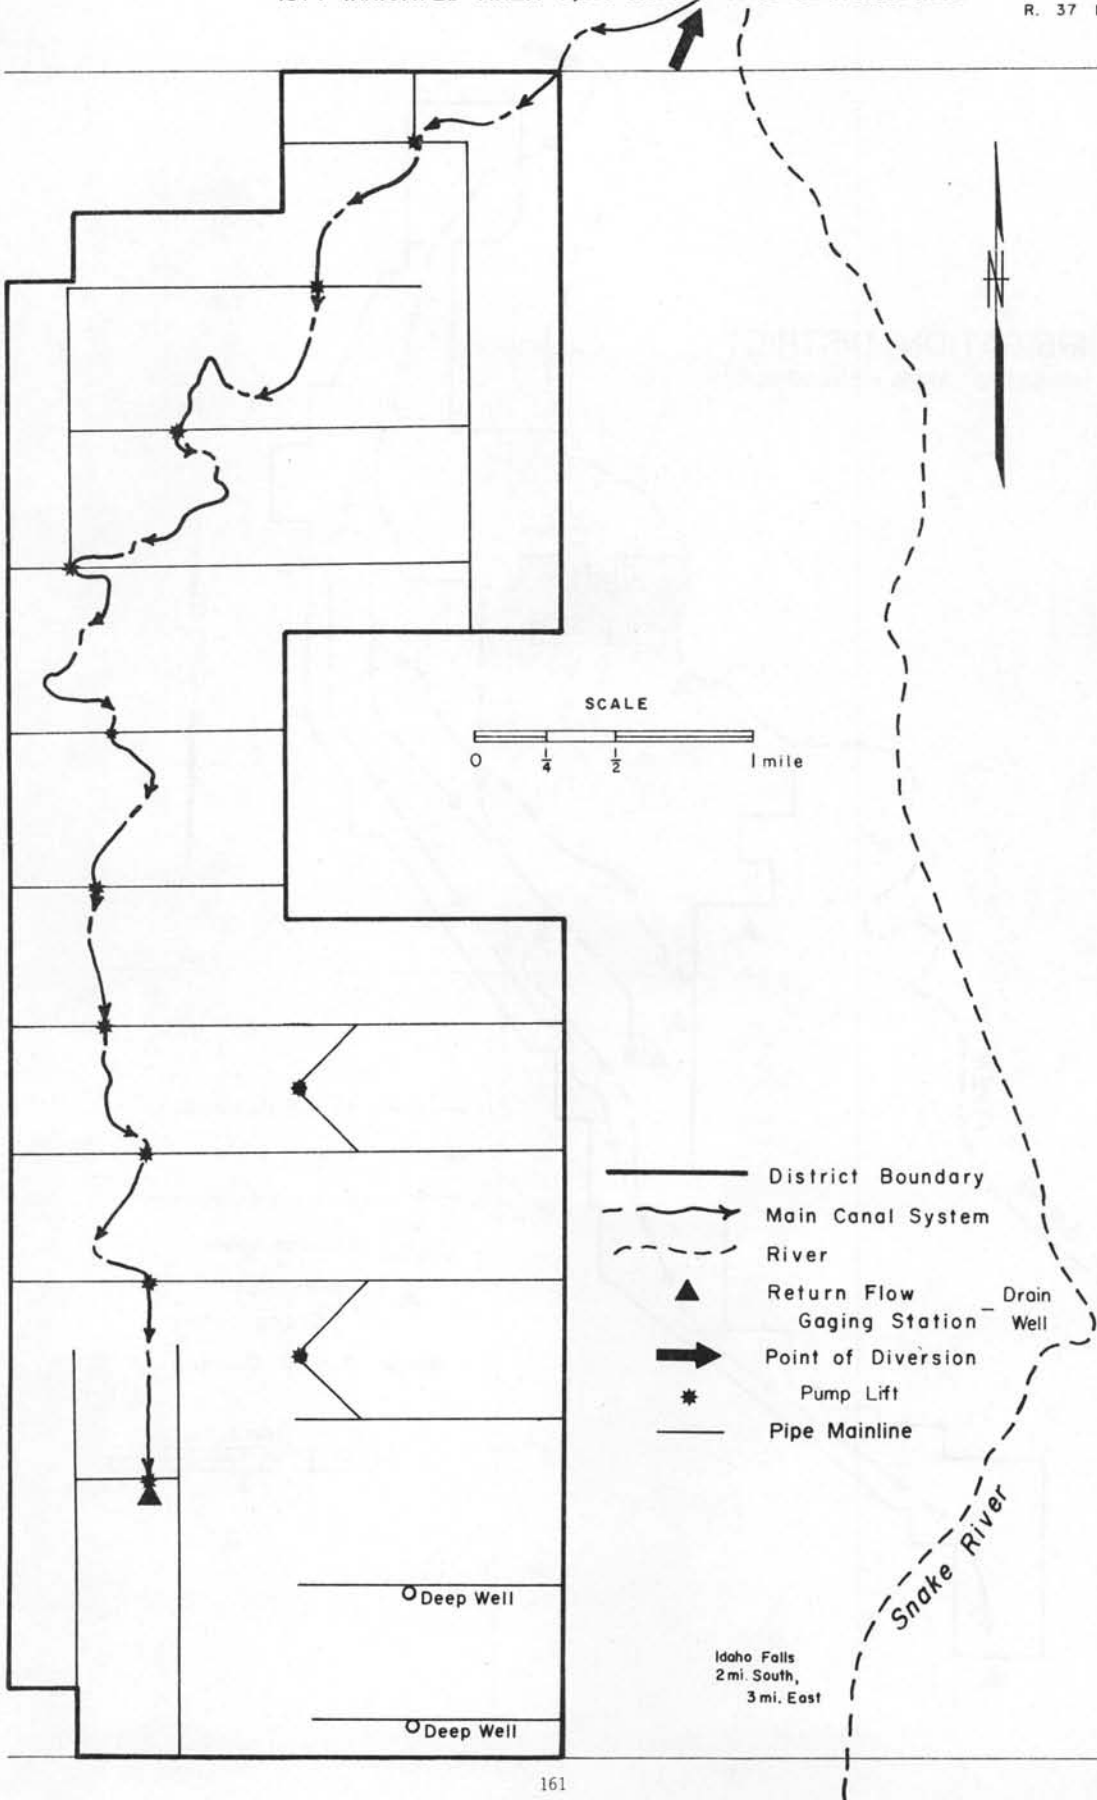 R. 37
N
SCALE
0 1/4 1/2 1 mile
District Boundary
Main Canal System
River
Return Flow
Gaging Station – Drain Well
Point of Diversion
Pump Lift
Pipe Mainline
Snake River
Deep Well
Idaho Falls
2 mi. South,
3 mi. East
Deep Well
161